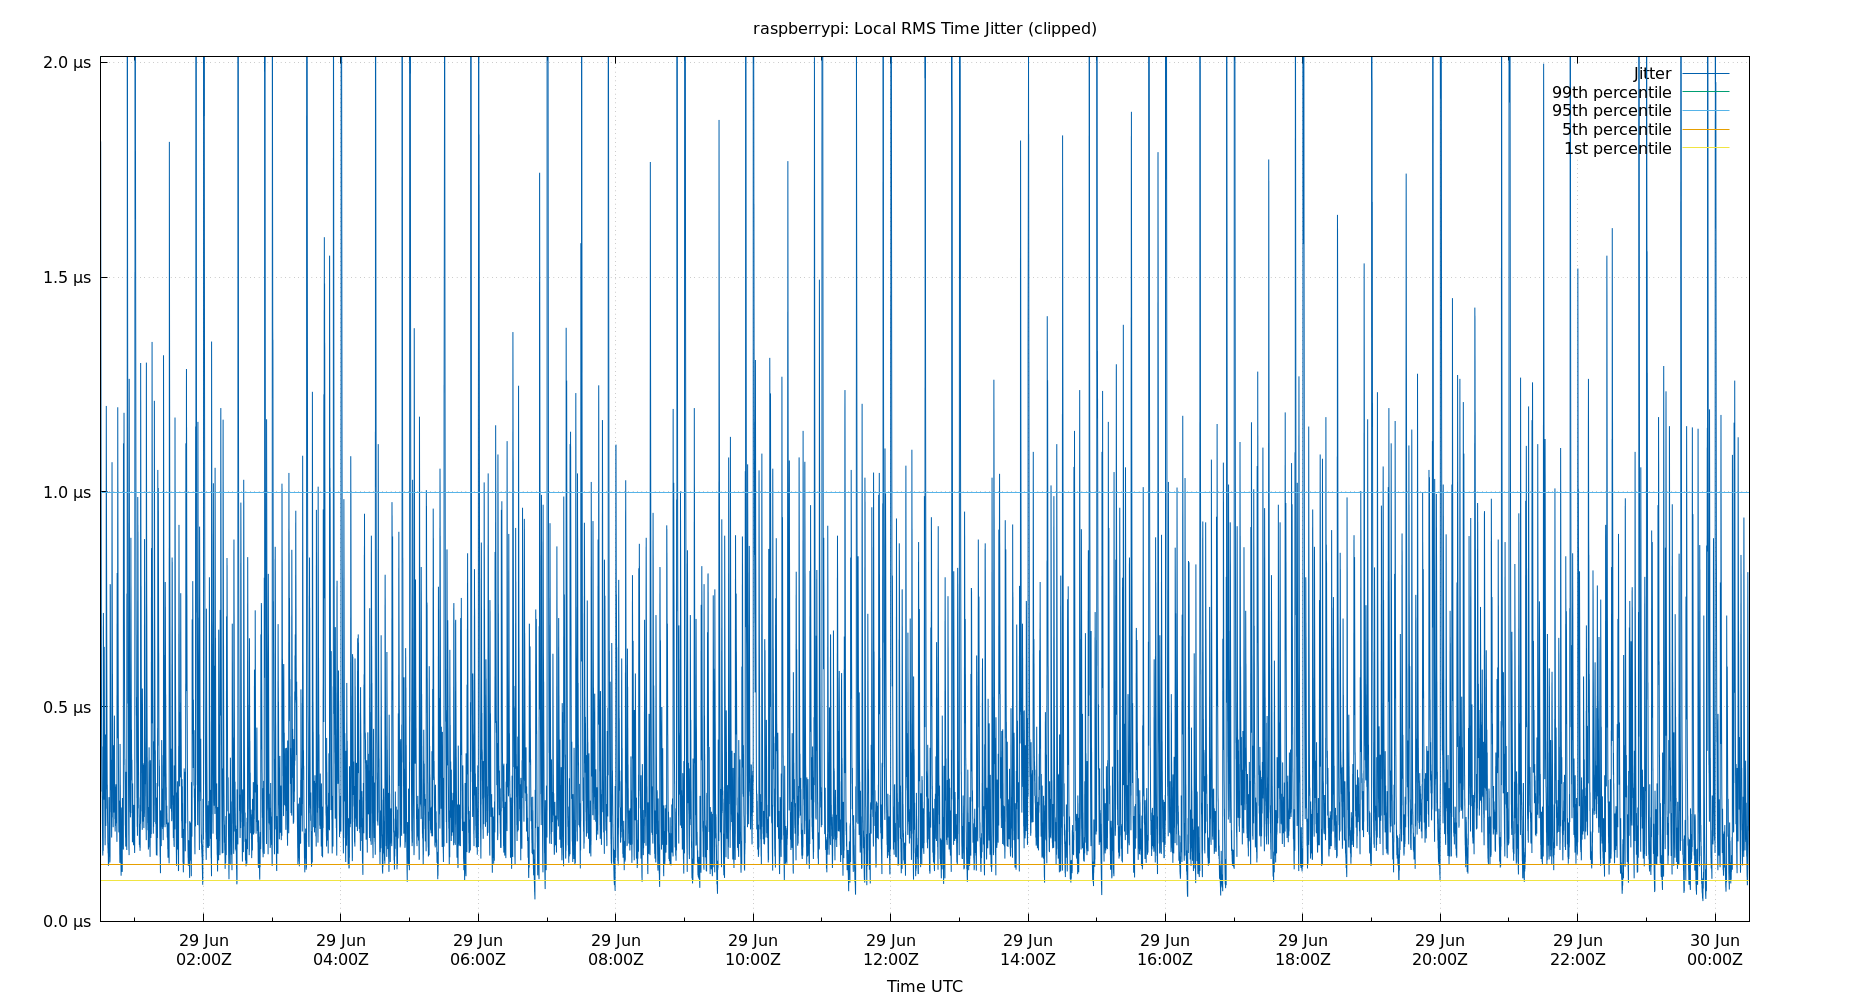 raspberrypi: Local RMS Time Jitter (clipped)
2.0 µs
1.5 µs
1.0 µs
0.5 µs
0.0 µs
Jitter
99th percentile
95th percentile
5th percentile
1st percentile
29 Jun 29 Jun 29 Jun 29 Jun 29 Jun 29 Jun 29 Jun 29 Jun 29 Jun 29 Jun 29 Jun 30 Jun
02:00Z 04:00Z 06:00Z 08:00Z 10:00Z 12:00Z 14:00Z 16:00Z 18:00Z 20:00Z 22:00Z 00:00Z
Time UTC